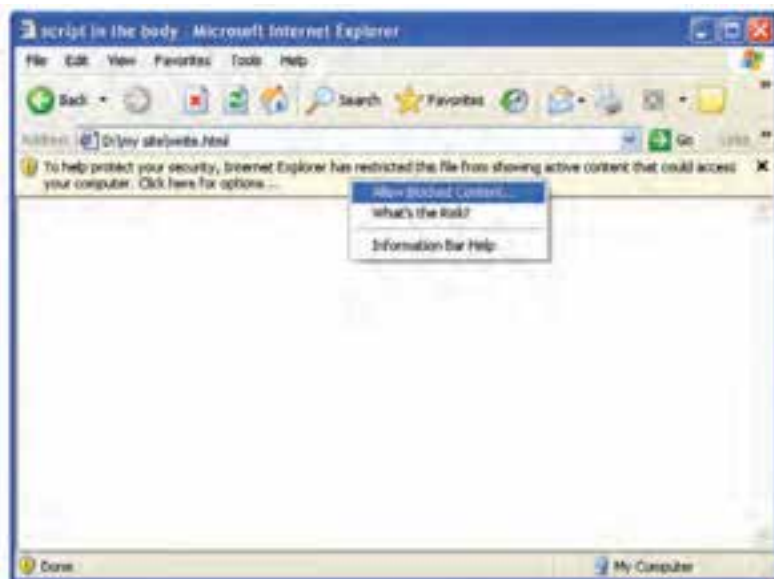 script in the body - Microsoft Internet Explorer
File Edit View Favorites Tools Help
Back Search Favorites
Address D:\my site\write.html Go Links
To help protect your security, Internet Explorer has restricted this file from showing active content that could access
your computer. Click here for options...
Allow Blocked Content...
What's the Risk?
Information Bar Help
Done My Computer